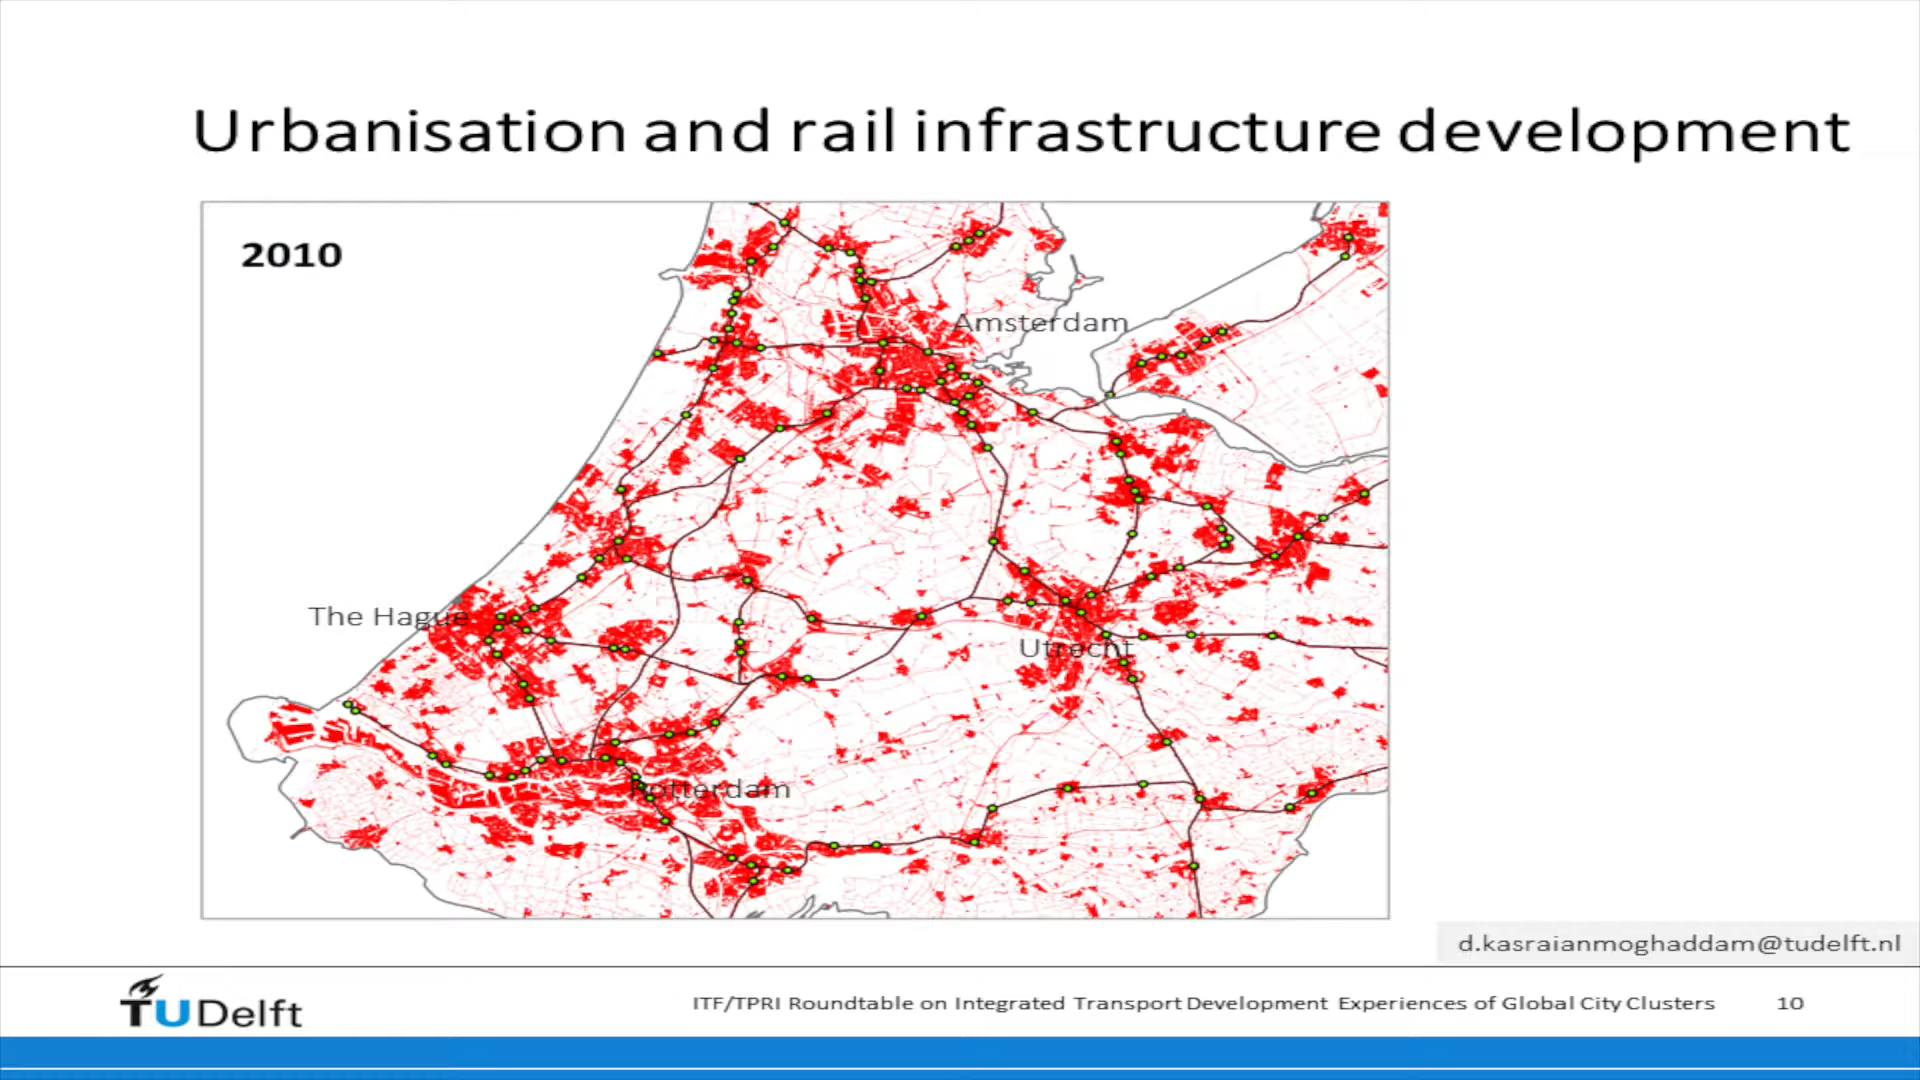 Urbanisation and rail infrastructure development
2010
Amsterdam
The Hague
Utrecht
Rotterdam
d.kasraianmoghaddam@tudelft.nl
TUDelft
ITF/TPRI Roundtable on Integrated Transport Development Experiences of Global City Clusters
10